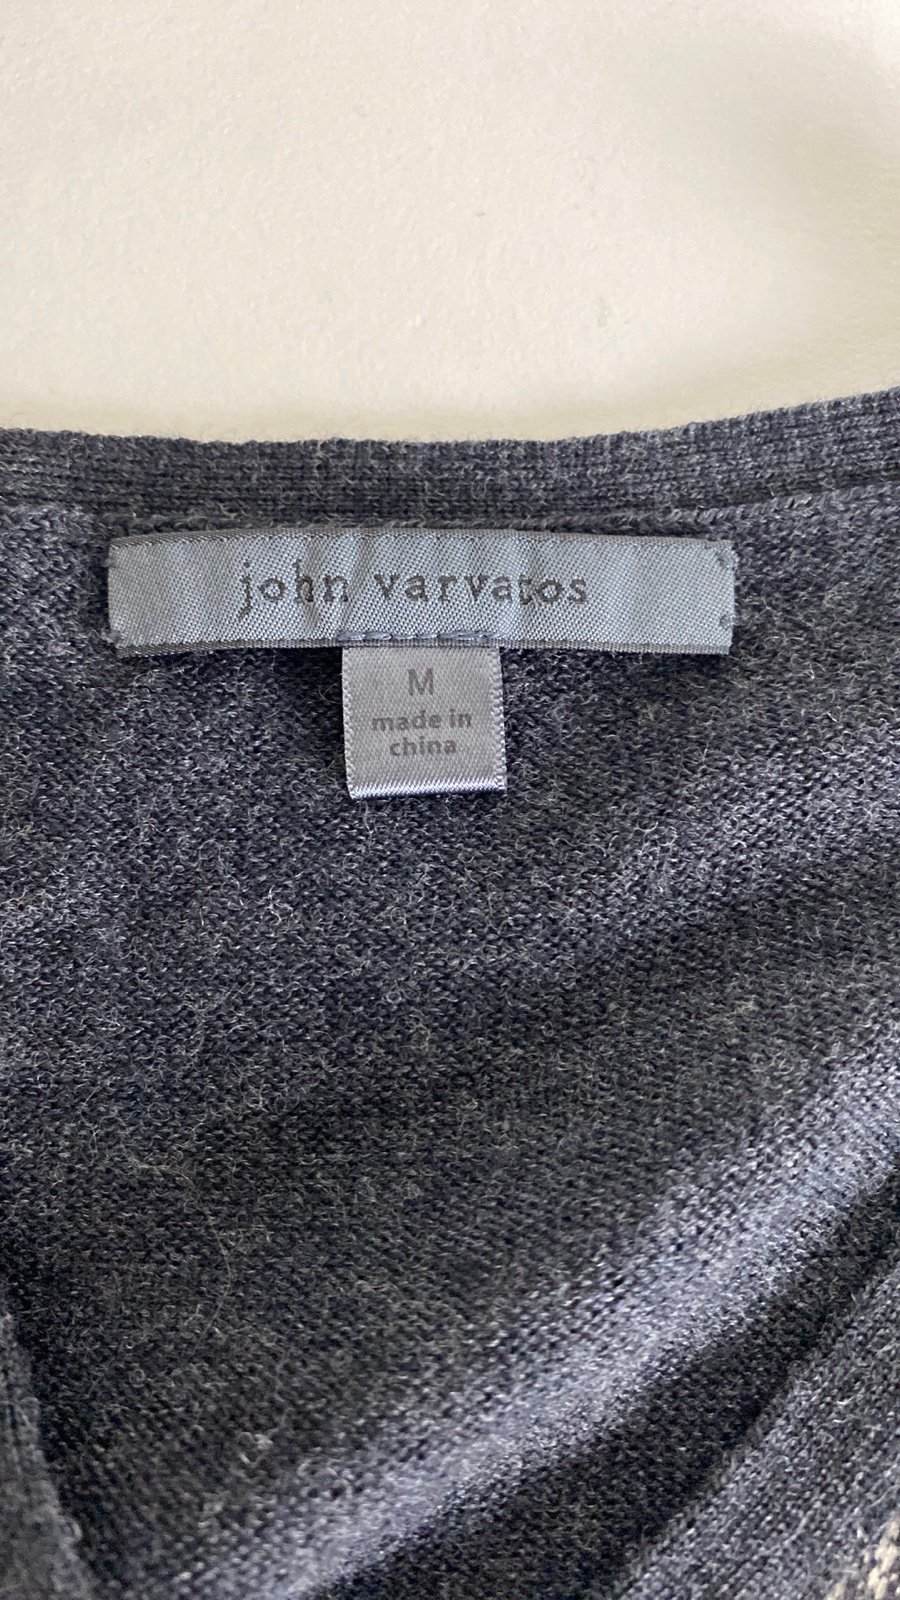 john varvatos
M
made in
china